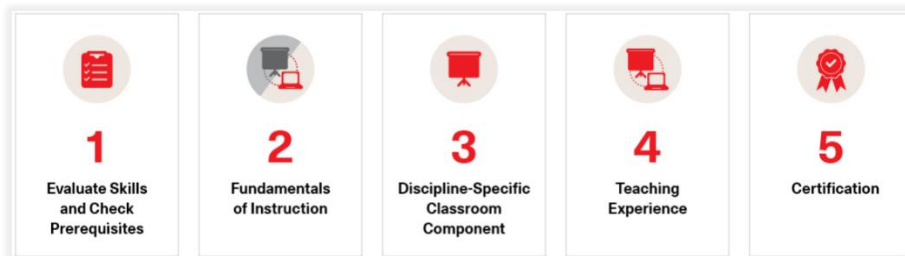 1
Evaluate Skills
and Check
Prerequisites
2
Fundamentals
of Instruction
3
Discipline-Specific
Classroom
Component
4
Teaching
Experience
5
Certification